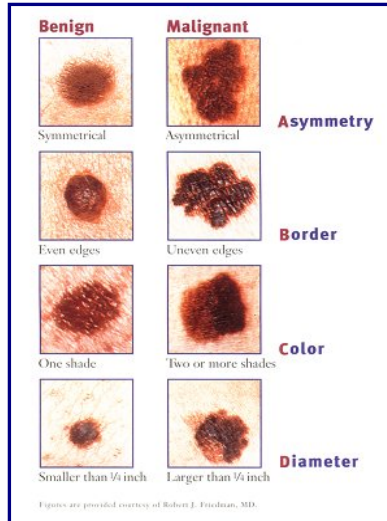 Benign Malignant
Symmetrical Asymmetrical Asymmetry
Even edges Uneven edges Border
One shade Two or more shades Color
Smaller than ¼ inch Larger than ¼ inch Diameter
Figures are provided courtesy of Robert J. Friedman, MD.